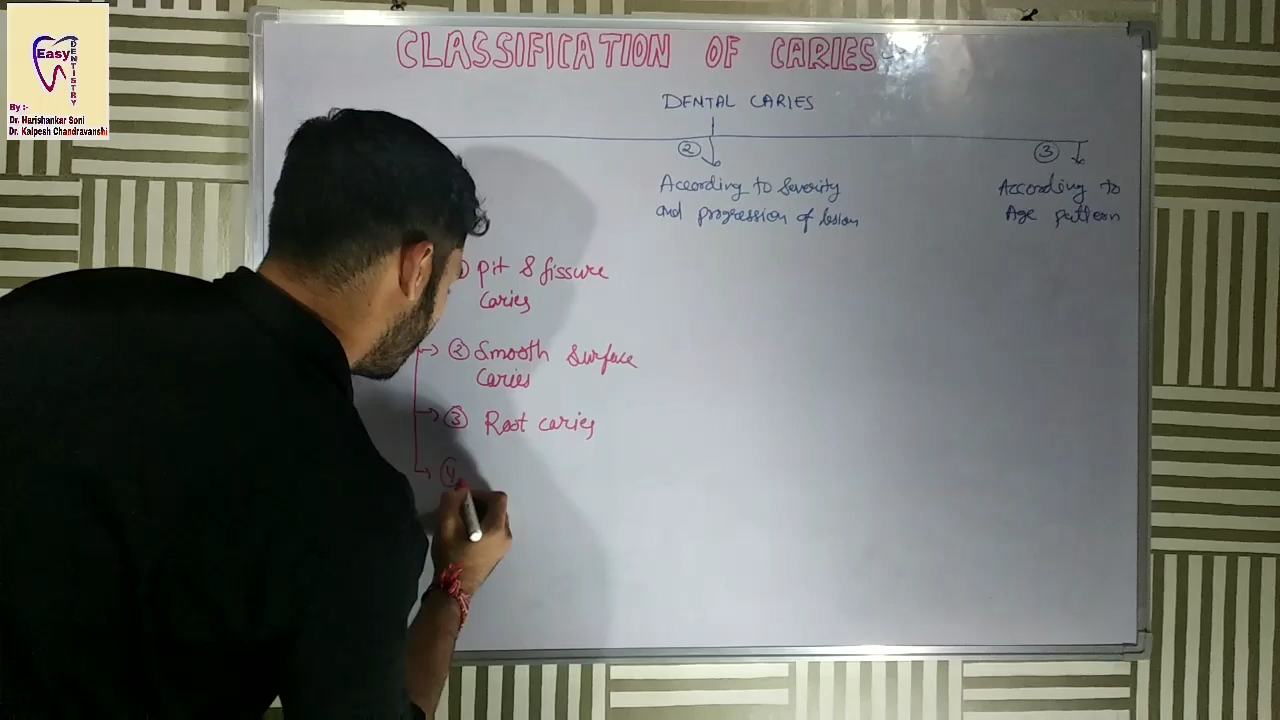 Easy
DENTISTRY
By :-
Dr. Harishankar Soni
Dr. Kalpesh Chandravanshi
CLASSIFICATION OF CARIES
DENTAL CARIES
②
According to Severity
and progression of lesion
③
According to
Age pattern
) Pit & fissure
Caries
② Smooth Surface
Caries
③ Root caries
④